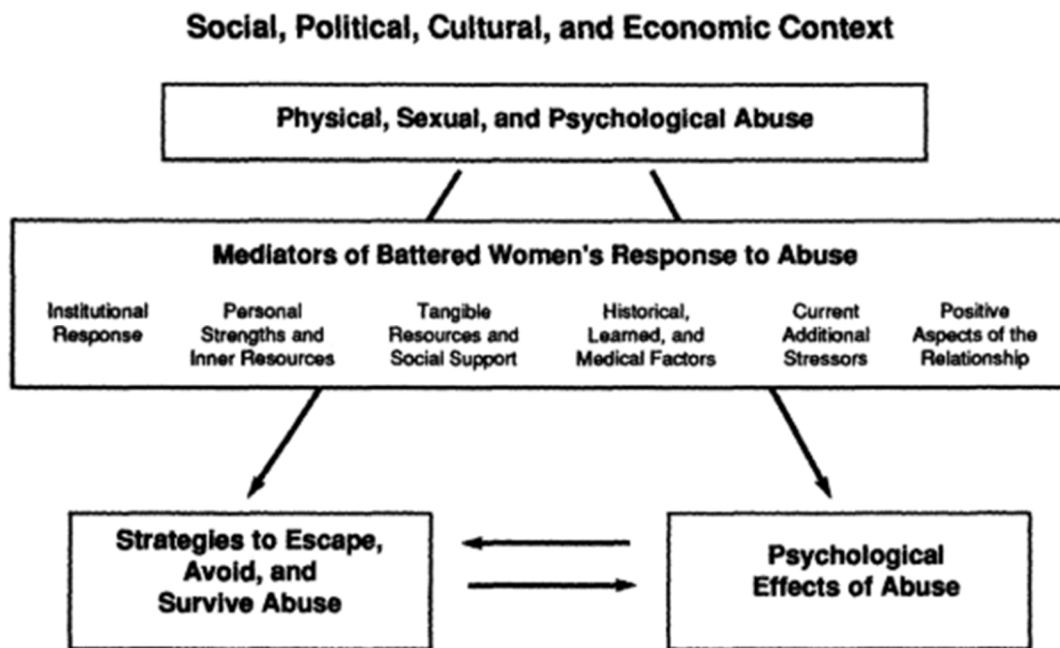 Social, Political, Cultural, and Economic Context
Physical, Sexual, and Psychological Abuse
Mediators of Battered Women's Response to Abuse
Institutional
Response
Personal
Strengths and
Inner Resources
Tangible
Resources and
Social Support
Historical,
Learned, and
Medical Factors
Current
Additional
Stressors
Positive
Aspects of the
Relationship
Strategies to Escape,
Avoid, and
Survive Abuse
Psychological
Effects of Abuse